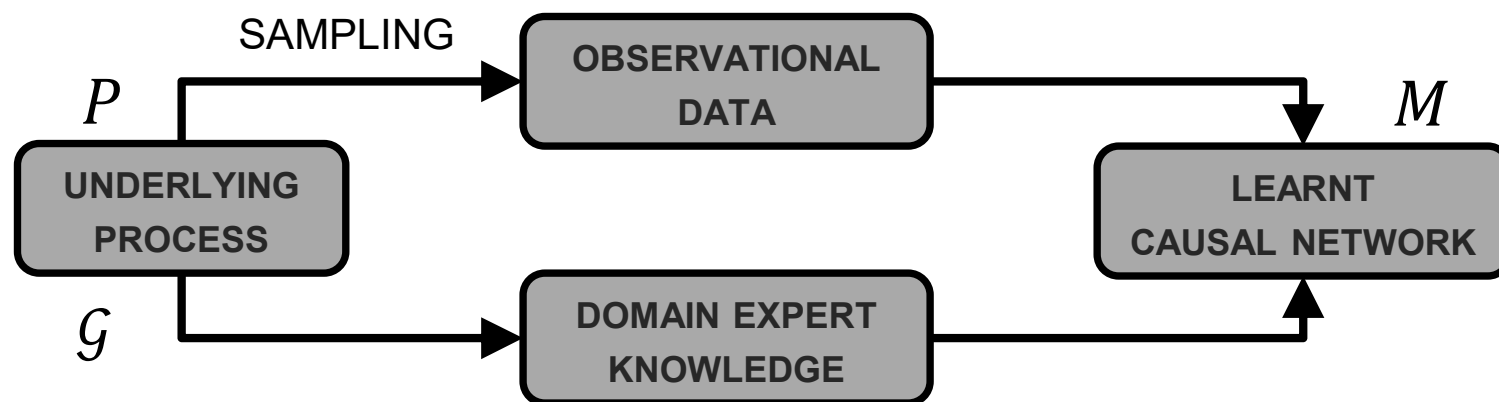 SAMPLING
OBSERVATIONAL
DATA
P
M
UNDERLYING
PROCESS
LEARNT
CAUSAL NETWORK
𝒢
DOMAIN EXPERT
KNOWLEDGE